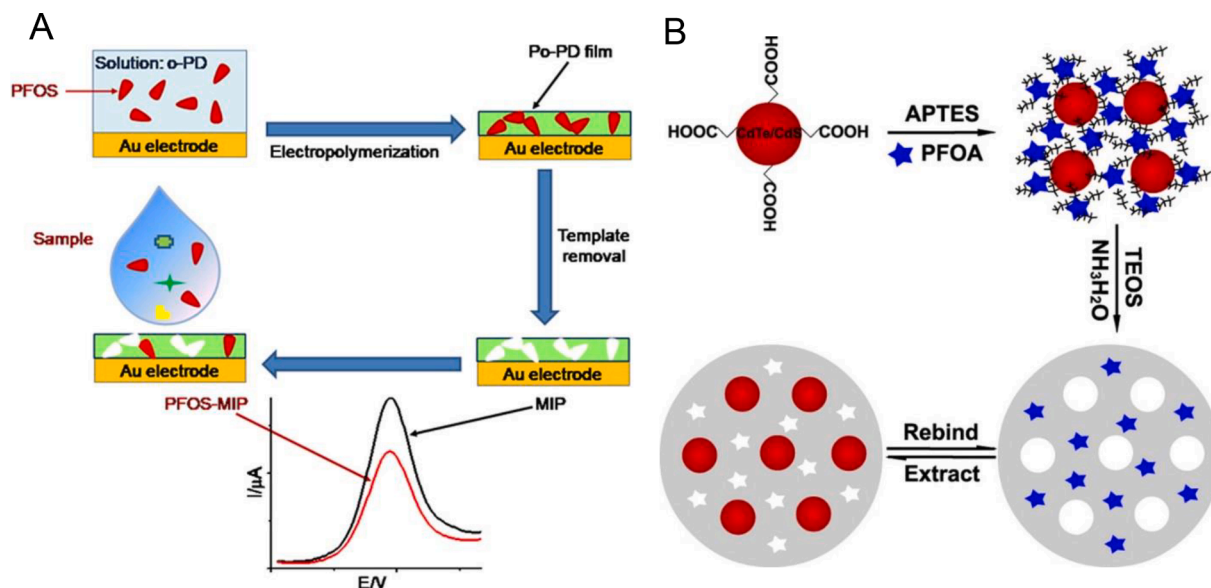 A
Solution: o-PD
PFOS
Au electrode
Electropolymerization
Po-PD film
Au electrode
Template
removal
Sample
Au electrode
Au electrode
PFOS-MIP
MIP
I/μA
E/V
B
HOOC
HOOC
CdTe/CdS
COOH
COOH
APTES
PFOA
TEOS
NH3H2O
Rebind
Extract